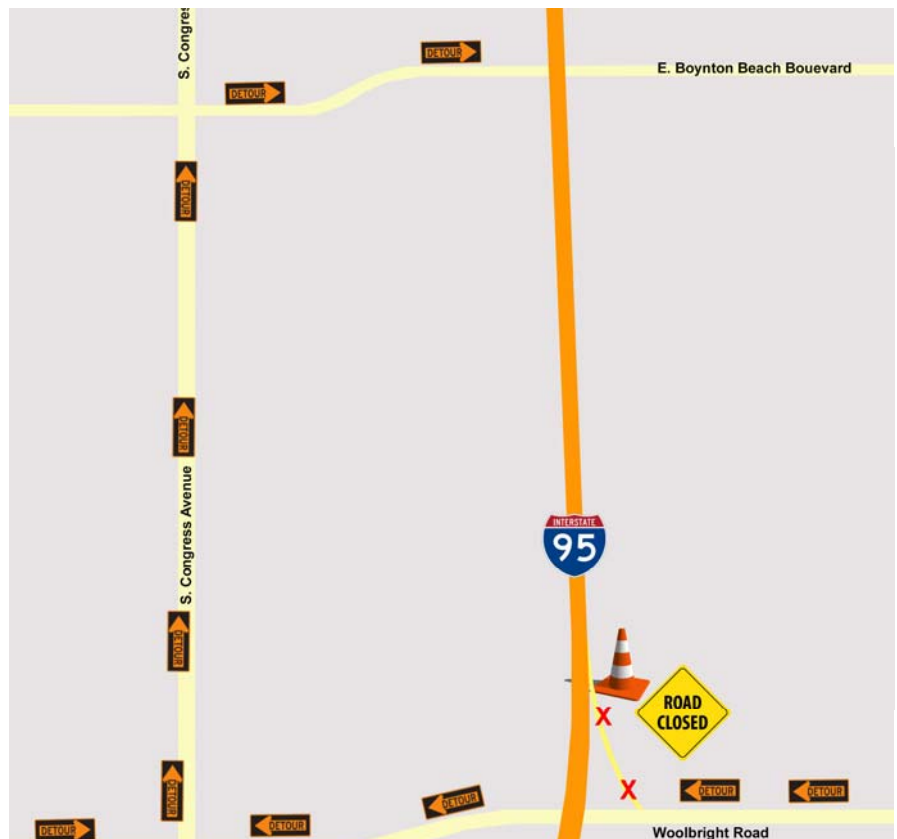 S. Congres
DETOUR
E. Boynton Beach Bouevard
DETOUR
DETOUR
DETOUR
S. Congress Avenue
INTERSTATE
95
DETOUR
ROAD
CLOSED
X
X
DETOUR
DETOUR
DETOUR
DETOUR
DETOUR
DETOUR
Woolbright Road